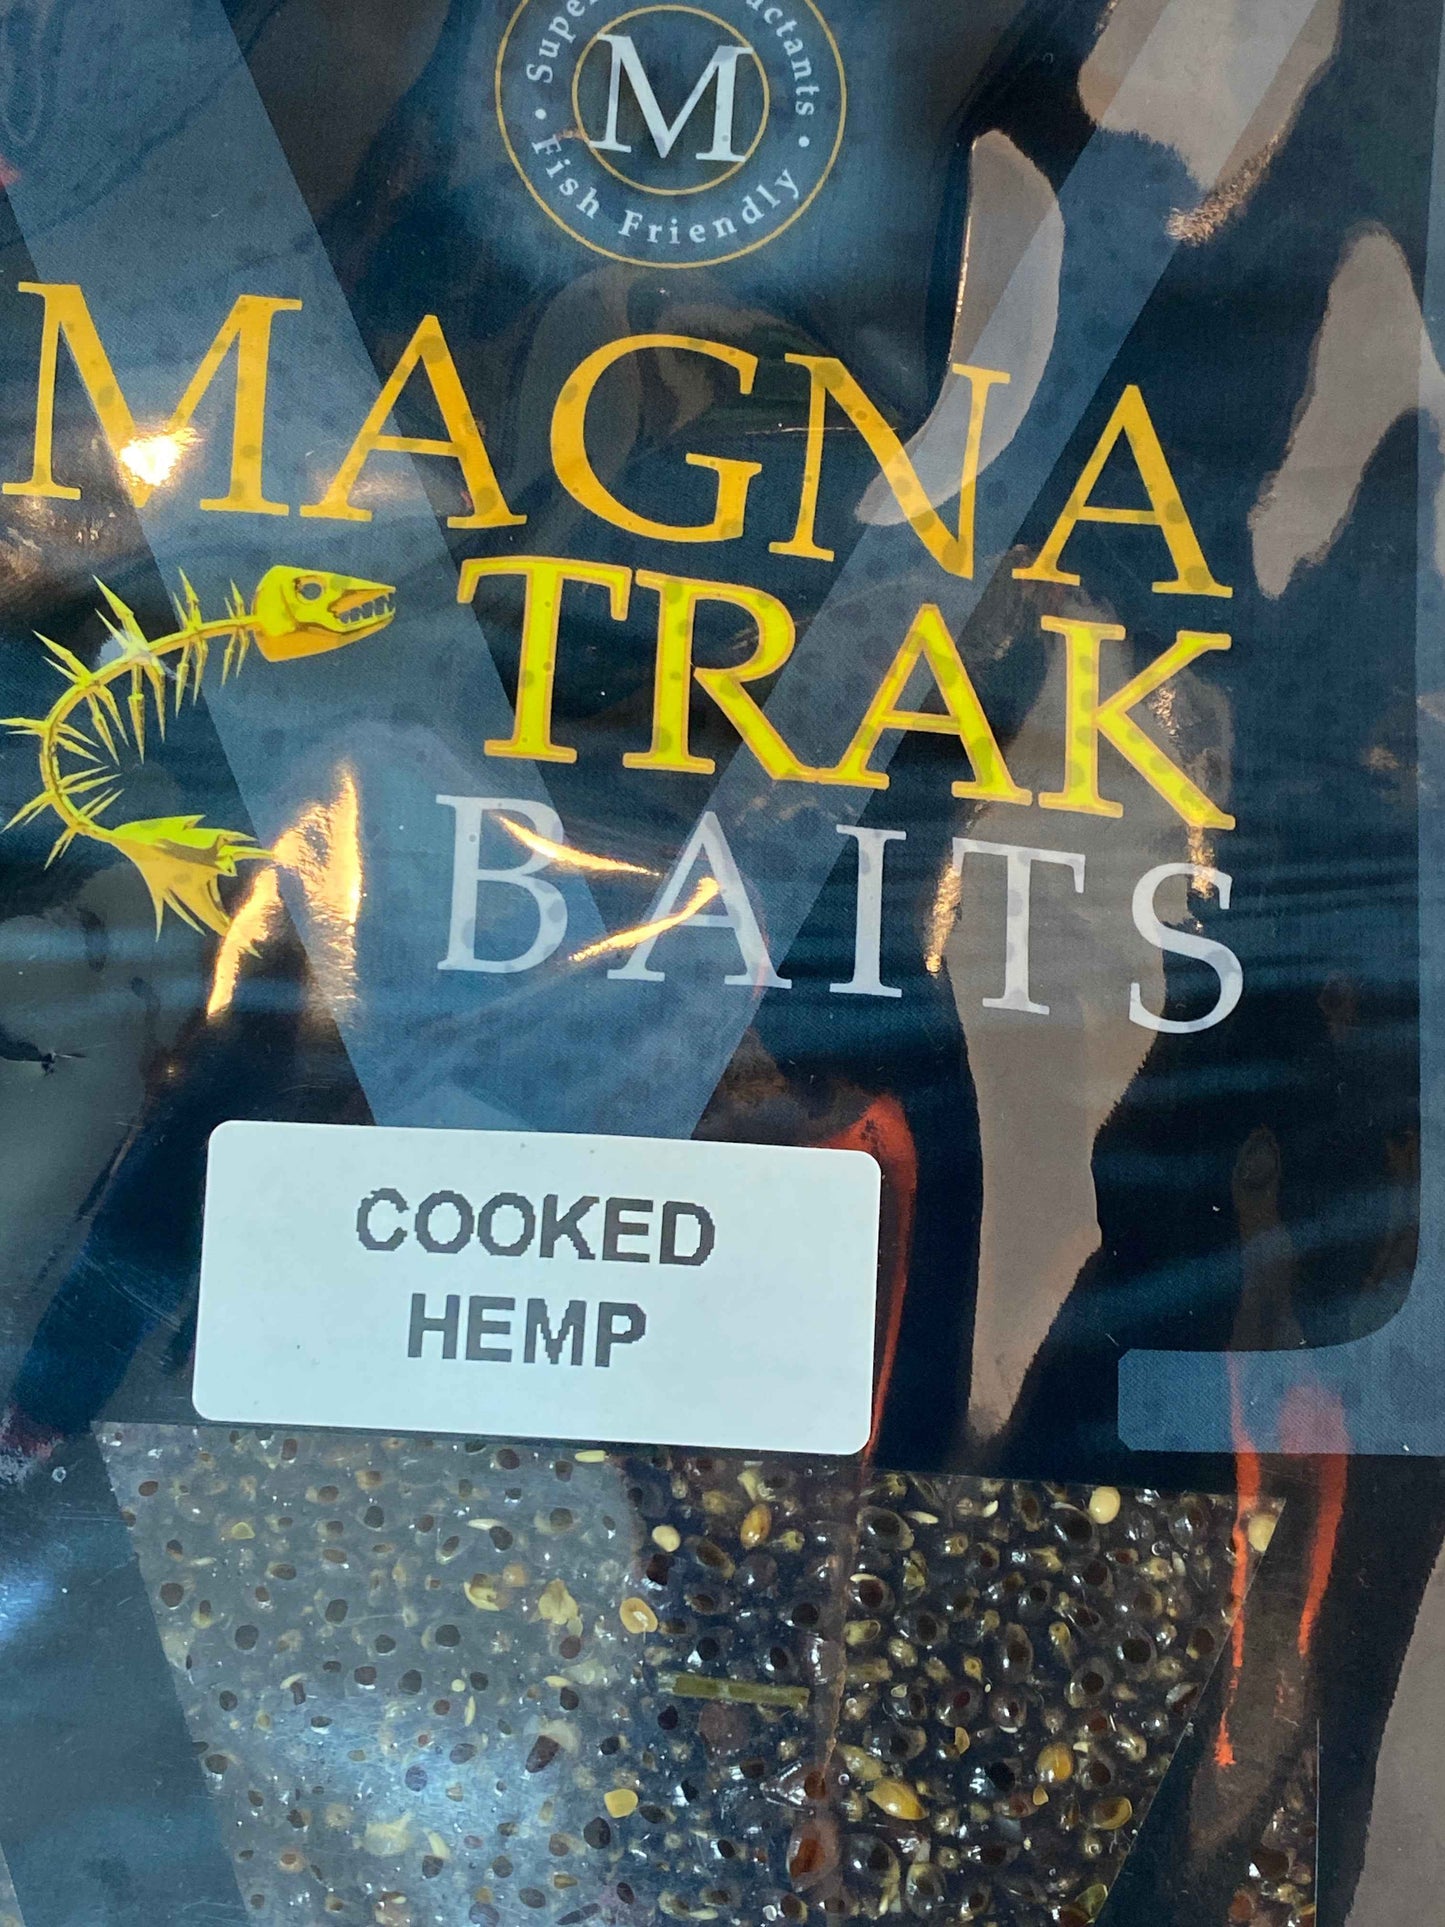 M
Fish Friendly
MAGNA
TRAK
BAITS
COOKED
HEMP